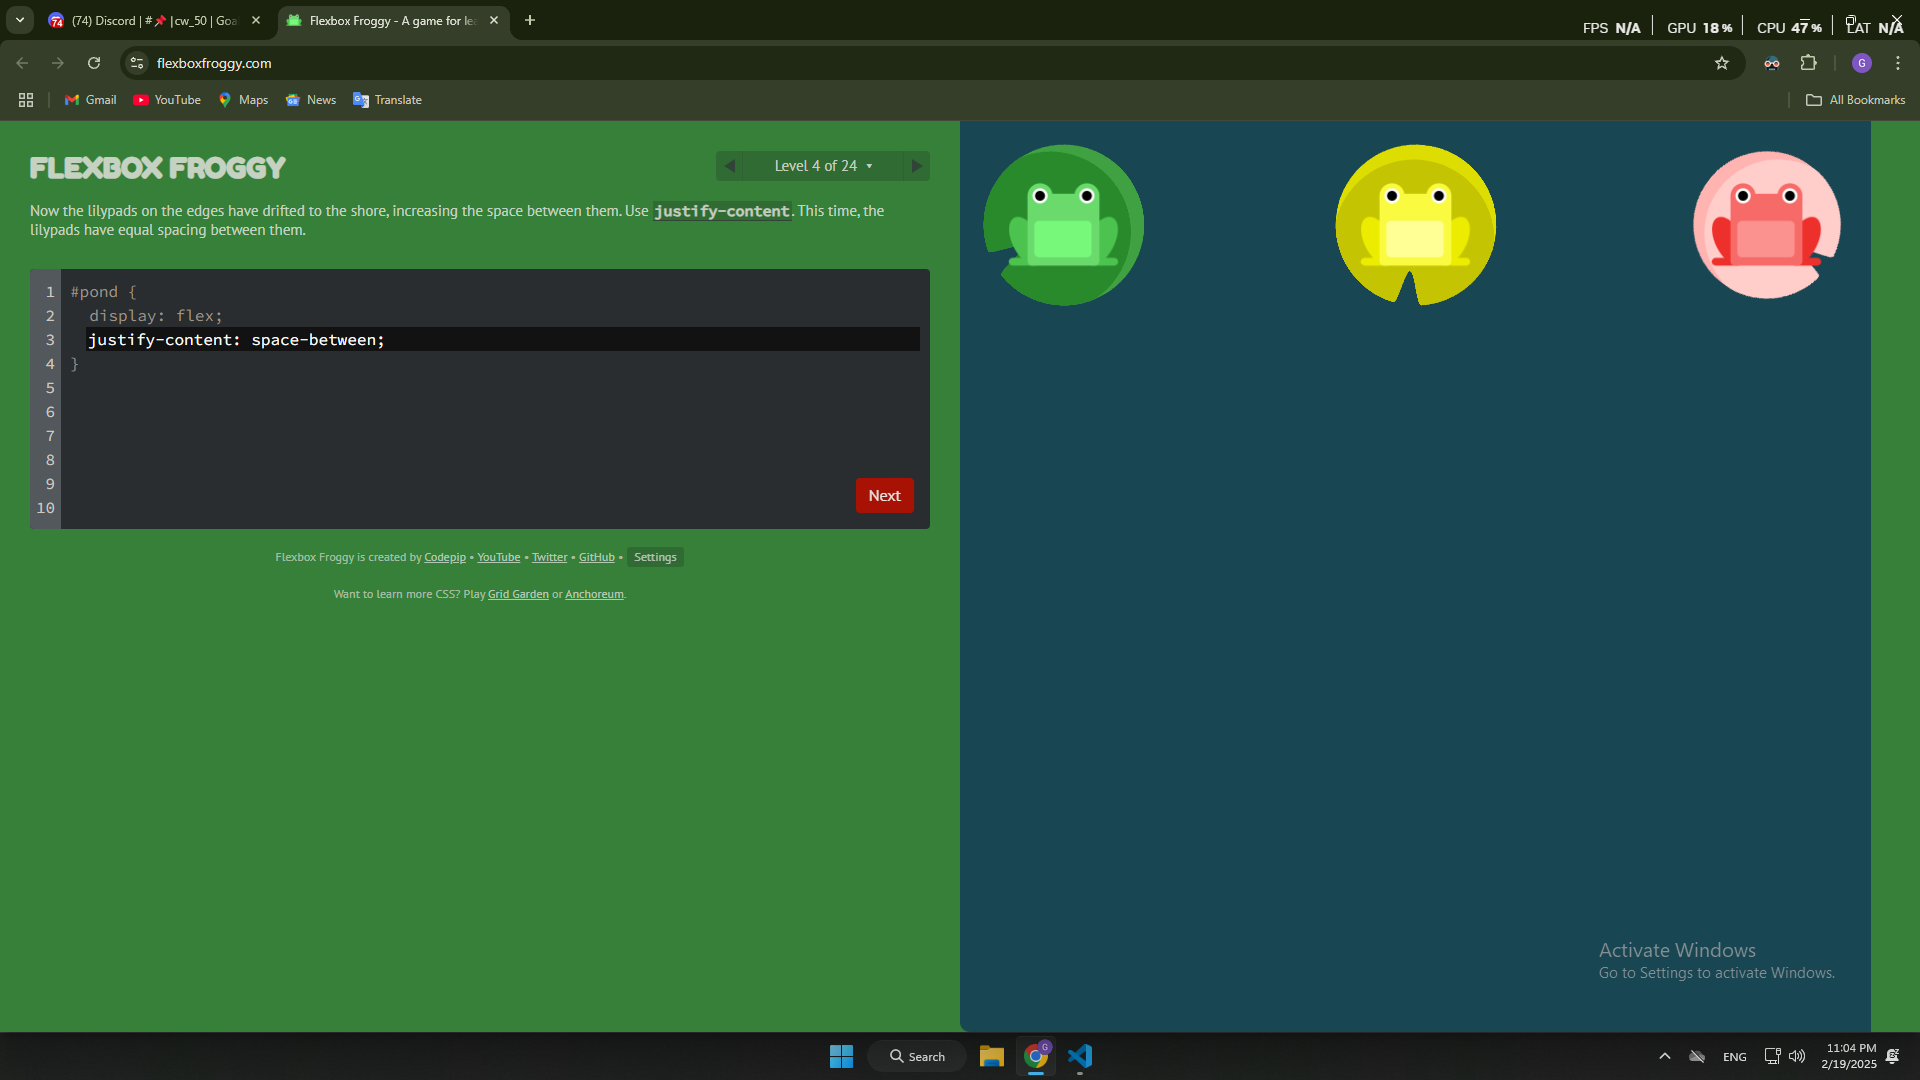 (74) Discord | #📌 |cw_50 | Goa
Flexbox Froggy - A game for lea
FPS N/A
GPU 18 %
CPU 47 %
LAT N/A
flexboxfroggy.com
G
Gmail
YouTube
Maps
News
Translate
All Bookmarks
FLEXBOX FROGGY
Level 4 of 24
Now the lilypads on the edges have drifted to the shore, increasing the space between them. Use justify-content. This time, the
lilypads have equal spacing between them.
1 #pond {
2 display: flex;
3 justify-content: space-between;
4 }
5
6
7
8
9
10
Next
Flexbox Froggy is created by Codepip • YouTube • Twitter • GitHub • Settings
Want to learn more CSS? Play Grid Garden or Anchoreum.
Activate Windows
Go to Settings to activate Windows.
Search
G
ENG
11:04 PM
2/19/2025